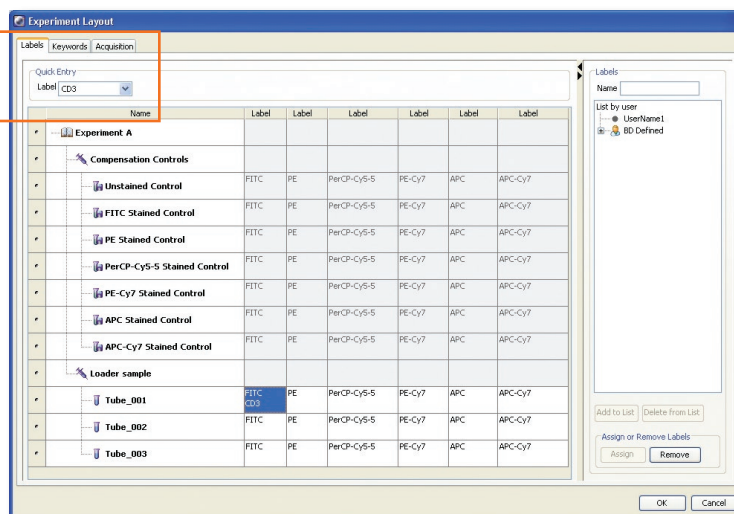 Experiment Layout
Labels Keywords Acquisition
Quick Entry
Label CD3
Name Label Label Label Label Label Label
Experiment A
Compensation Controls
Unstained Control FITC PE PerCP-Cy5-5 PE-Cy7 APC APC-Cy7
FITC Stained Control FITC PE PerCP-Cy5-5 PE-Cy7 APC APC-Cy7
PE Stained Control FITC PE PerCP-Cy5-5 PE-Cy7 APC APC-Cy7
PerCP-Cy5-5 Stained Control FITC PE PerCP-Cy5-5 PE-Cy7 APC APC-Cy7
PE-Cy7 Stained Control FITC PE PerCP-Cy5-5 PE-Cy7 APC APC-Cy7
APC Stained Control FITC PE PerCP-Cy5-5 PE-Cy7 APC APC-Cy7
APC-Cy7 Stained Control FITC PE PerCP-Cy5-5 PE-Cy7 APC APC-Cy7
Loader sample
Tube_001 FITC PE PerCP-Cy5-5 PE-Cy7 APC APC-Cy7
CD3
Tube_002 FITC PE PerCP-Cy5-5 PE-Cy7 APC APC-Cy7
Tube_003 FITC PE PerCP-Cy5-5 PE-Cy7 APC APC-Cy7
Labels
Name
List by user
UserName1
BD Defined
Add to List Delete from List
Assign or Remove Labels
Assign Remove
OK Cancel